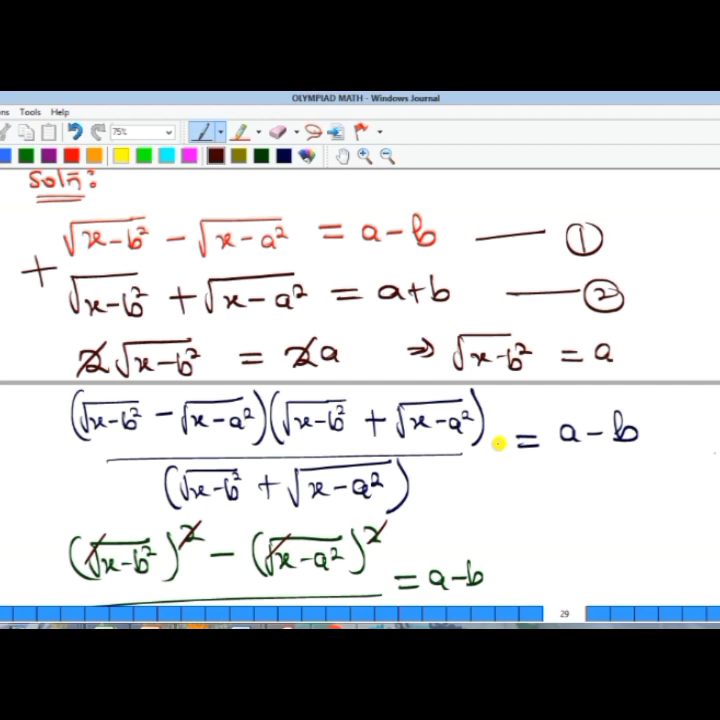 OLYMPIAD MATH - Windows Journal
Tools Help
75%
Soln:
√(x-b²) - √(x-a²) = a-b —— ①
+
√(x-b²) + √(x-a²) = a+b —— ②
2√(x-b²) = 2a ⇒ √(x-b²) = a
(√(x-b²) - √(x-a²))(√(x-b²) + √(x-a²)) = a-b
(√(x-b²) + √(x-a²))
(√(x-b²))² - (√(x-a²))² = a-b
29